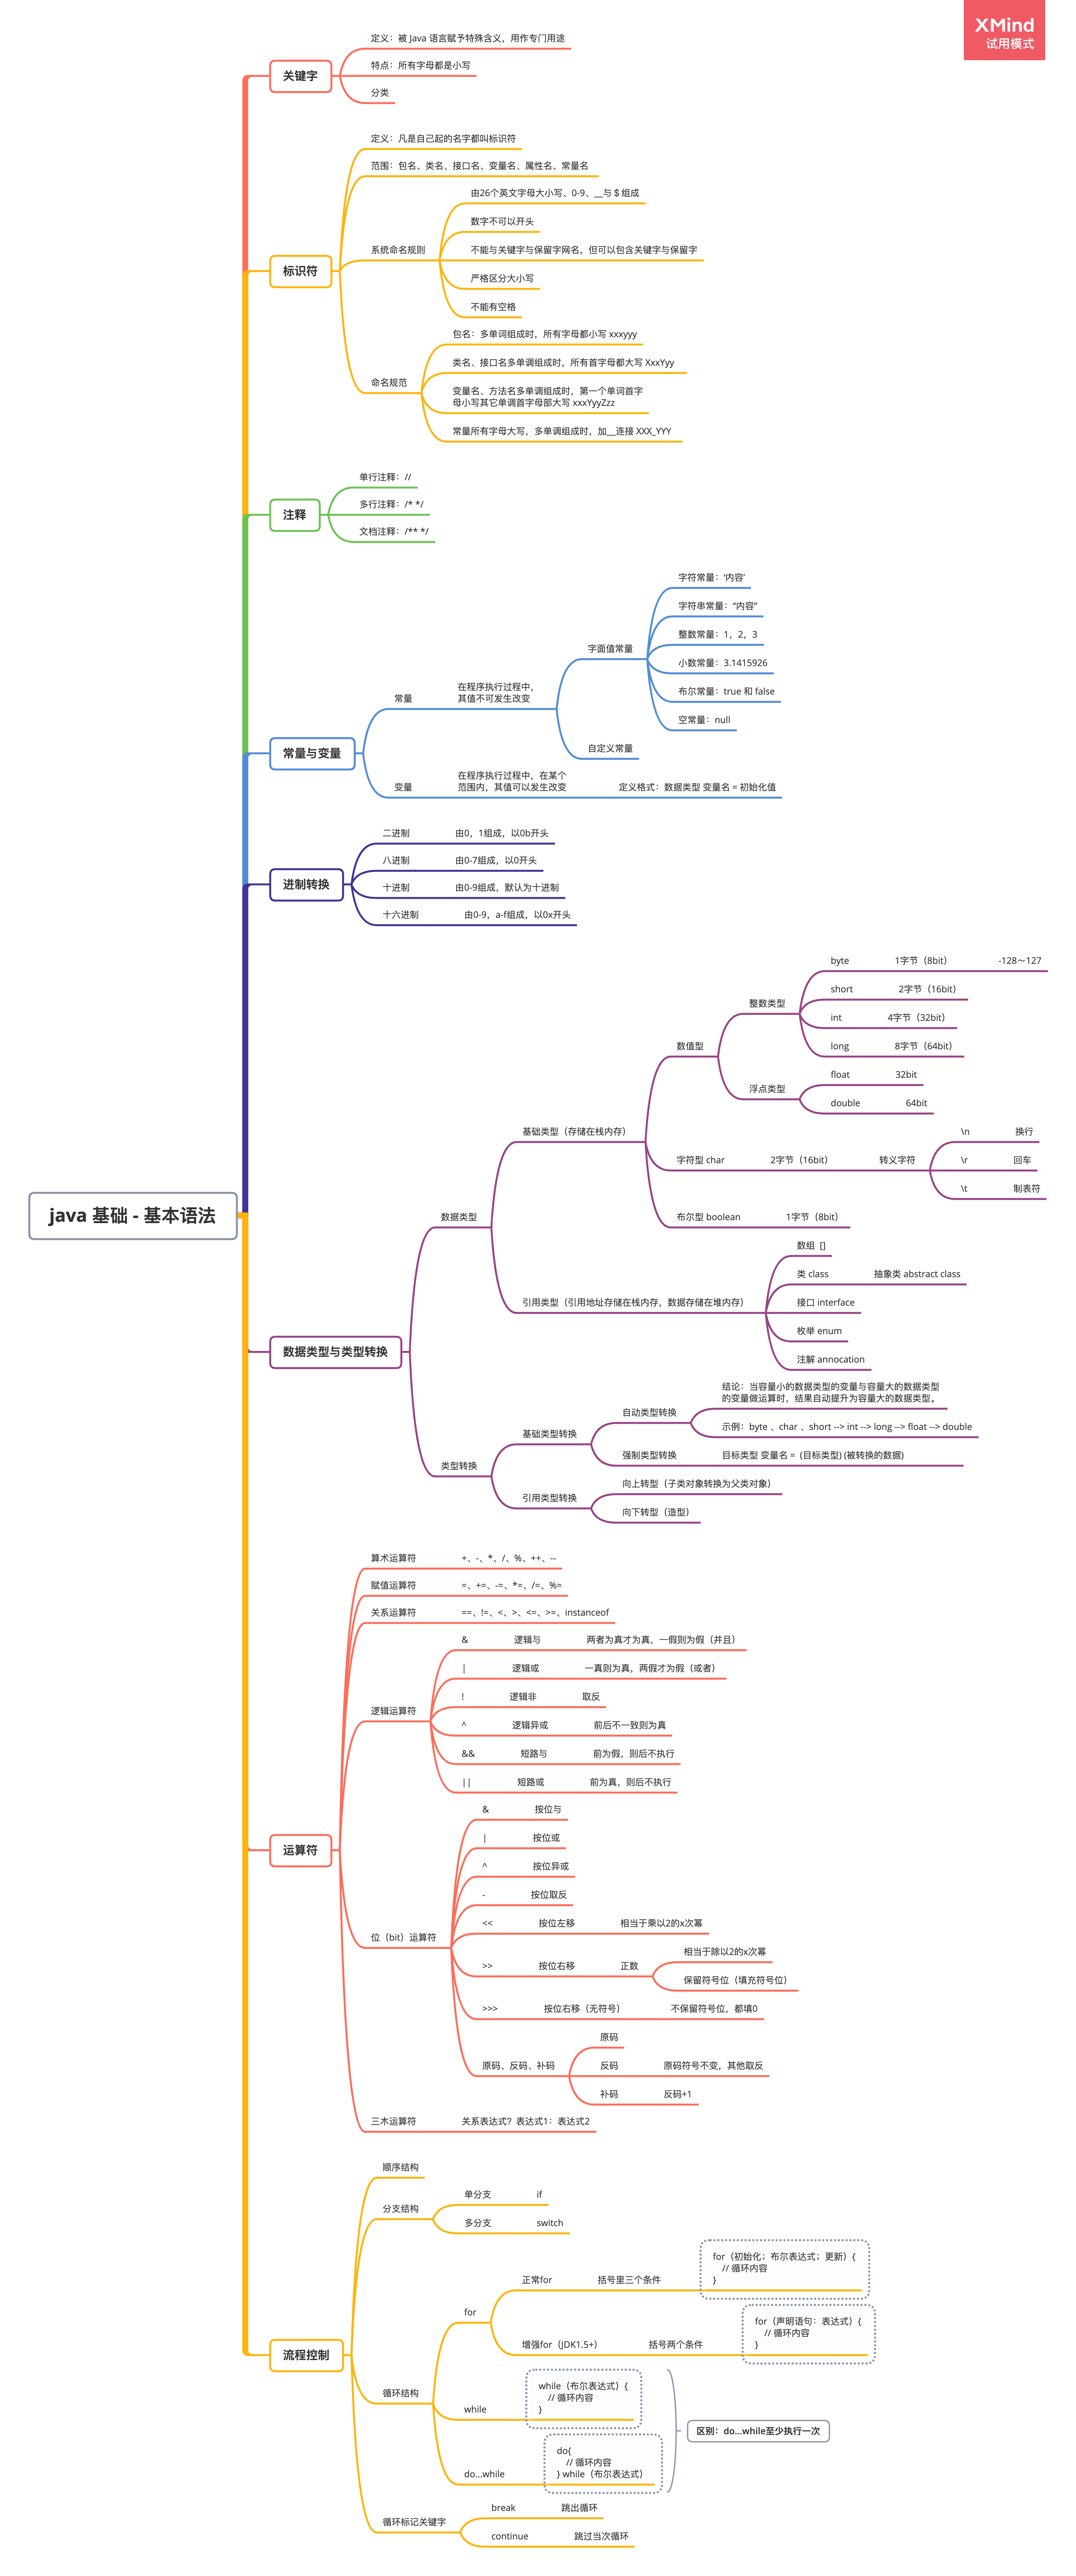 XMind
试用模式
java 基础 - 基本语法
关键字
定义：被 Java 语言赋予特殊含义，用作专门用途
特点：所有字母都是小写
分类
标识符
定义：凡是自己起的名字都叫标识符
范围：包名、类名、接口名、变量名、属性名、常量名
系统命名规则
由26个英文字母大小写、0-9、__与 $ 组成
数字不可以开头
不能与关键字与保留字网名，但可以包含关键字与保留字
严格区分大小写
不能有空格
命名规范
包名：多单词组成时，所有字母都小写 xxxyyy
类名、接口名多单调组成时，所有首字母都大写 XxxYyy
变量名、方法名多单调组成时，第一个单词首字
母小写其它单调首字母部大写 xxxYyyZzz
常量所有字母大写，多单调组成时，加__连接 XXX_YYY
注释
单行注释：//
多行注释：/* */
文档注释：/** */
常量与变量
常量
在程序执行过程中，
其值不可发生改变
字面值常量
字符常量：‘内容’
字符串常量：“内容”
整数常量：1，2，3
小数常量：3.1415926
布尔常量：true 和 false
空常量：null
自定义常量
变量
在程序执行过程中，在某个
范围内，其值可以发生改变
定义格式：数据类型 变量名 = 初始化值
进制转换
二进制 由0，1组成，以0b开头
八进制 由0-7组成，以0开头
十进制 由0-9组成，默认为十进制
十六进制 由0-9，a-f组成，以0x开头
数据类型与类型转换
数据类型
基础类型（存储在栈内存）
数值型
整数类型
byte 1字节（8bit） -128～127
short 2字节（16bit）
int 4字节（32bit）
long 8字节（64bit）
浮点类型
float 32bit
double 64bit
字符型 char 2字节（16bit） 转义字符
\n 换行
\r 回车
\t 制表符
布尔型 boolean 1字节（8bit）
引用类型（引用地址存储在栈内存，数据存储在堆内存）
数组 []
类 class 抽象类 abstract class
接口 interface
枚举 enum
注解 annocation
类型转换
基础类型转换
自动类型转换
结论：当容量小的数据类型的变量与容量大的数据类型
的变量做运算时，结果自动提升为容量大的数据类型。
示例：byte 、char 、short --> int --> long --> float --> double
强制类型转换 目标类型 变量名 = (目标类型) (被转换的数据)
引用类型转换
向上转型（子类对象转换为父类对象）
向下转型（造型）
运算符
算术运算符 +、-、*、/、%、++、--
赋值运算符 =、+=、-=、*=、/=、%=
关系运算符 ==、!=、<、>、<=、>=、instanceof
逻辑运算符
& 逻辑与 两者为真才为真，一假则为假（并且）
| 逻辑或 一真则为真，两假才为假（或者）
! 逻辑非 取反
^ 逻辑异或 前后不一致则为真
&& 短路与 前为假，则后不执行
|| 短路或 前为真，则后不执行
位（bit）运算符
& 按位与
| 按位或
^ 按位异或
- 按位取反
<< 按位左移 相当于乘以2的x次幂
>> 按位右移 正数
相当于除以2的x次幂
保留符号位（填充符号位）
>>> 按位右移（无符号） 不保留符号位，都填0
原码、反码、补码
原码
反码 原码符号不变，其他取反
补码 反码+1
三木运算符 关系表达式？表达式1：表达式2
流程控制
顺序结构
分支结构
单分支 if
多分支 switch
循环结构
for
正常for 括号里三个条件
for（初始化；布尔表达式；更新）{
// 循环内容
}
增强for（JDK1.5+） 括号两个条件
for（声明语句：表达式）{
// 循环内容
}
while
while（布尔表达式）{
// 循环内容
}
do...while
do{
// 循环内容
} while（布尔表达式）
区别：do...while至少执行一次
循环标记关键字
break 跳出循环
continue 跳过当次循环